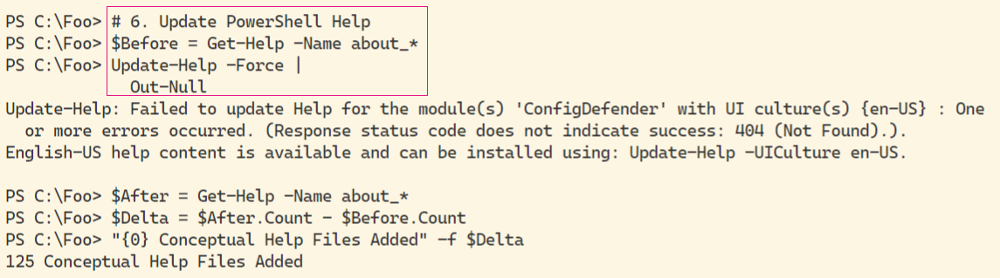 PS C:\Foo> # 6. Update PowerShell Help
PS C:\Foo> $Before = Get-Help -Name about_*
PS C:\Foo> Update-Help -Force |
  Out-Null
Update-Help: Failed to update Help for the module(s) 'ConfigDefender' with UI culture(s) {en-US} : One
  or more errors occurred. (Response status code does not indicate success: 404 (Not Found).).
English-US help content is available and can be installed using: Update-Help -UICulture en-US.
PS C:\Foo> $After = Get-Help -Name about_*
PS C:\Foo> $Delta = $After.Count - $Before.Count
PS C:\Foo> "{0} Conceptual Help Files Added" -f $Delta
125 Conceptual Help Files Added